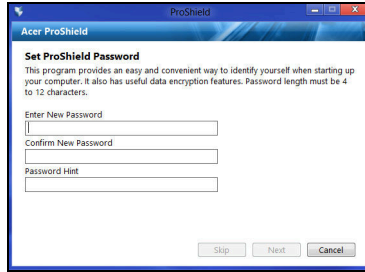 ProShield
Acer ProShield
Set ProShield Password
This program provides an easy and convenient way to identify yourself when starting up
your computer. It also has useful data encryption features. Password length must be 4
to 12 characters.
Enter New Password
Confirm New Password
Password Hint
Skip Next Cancel